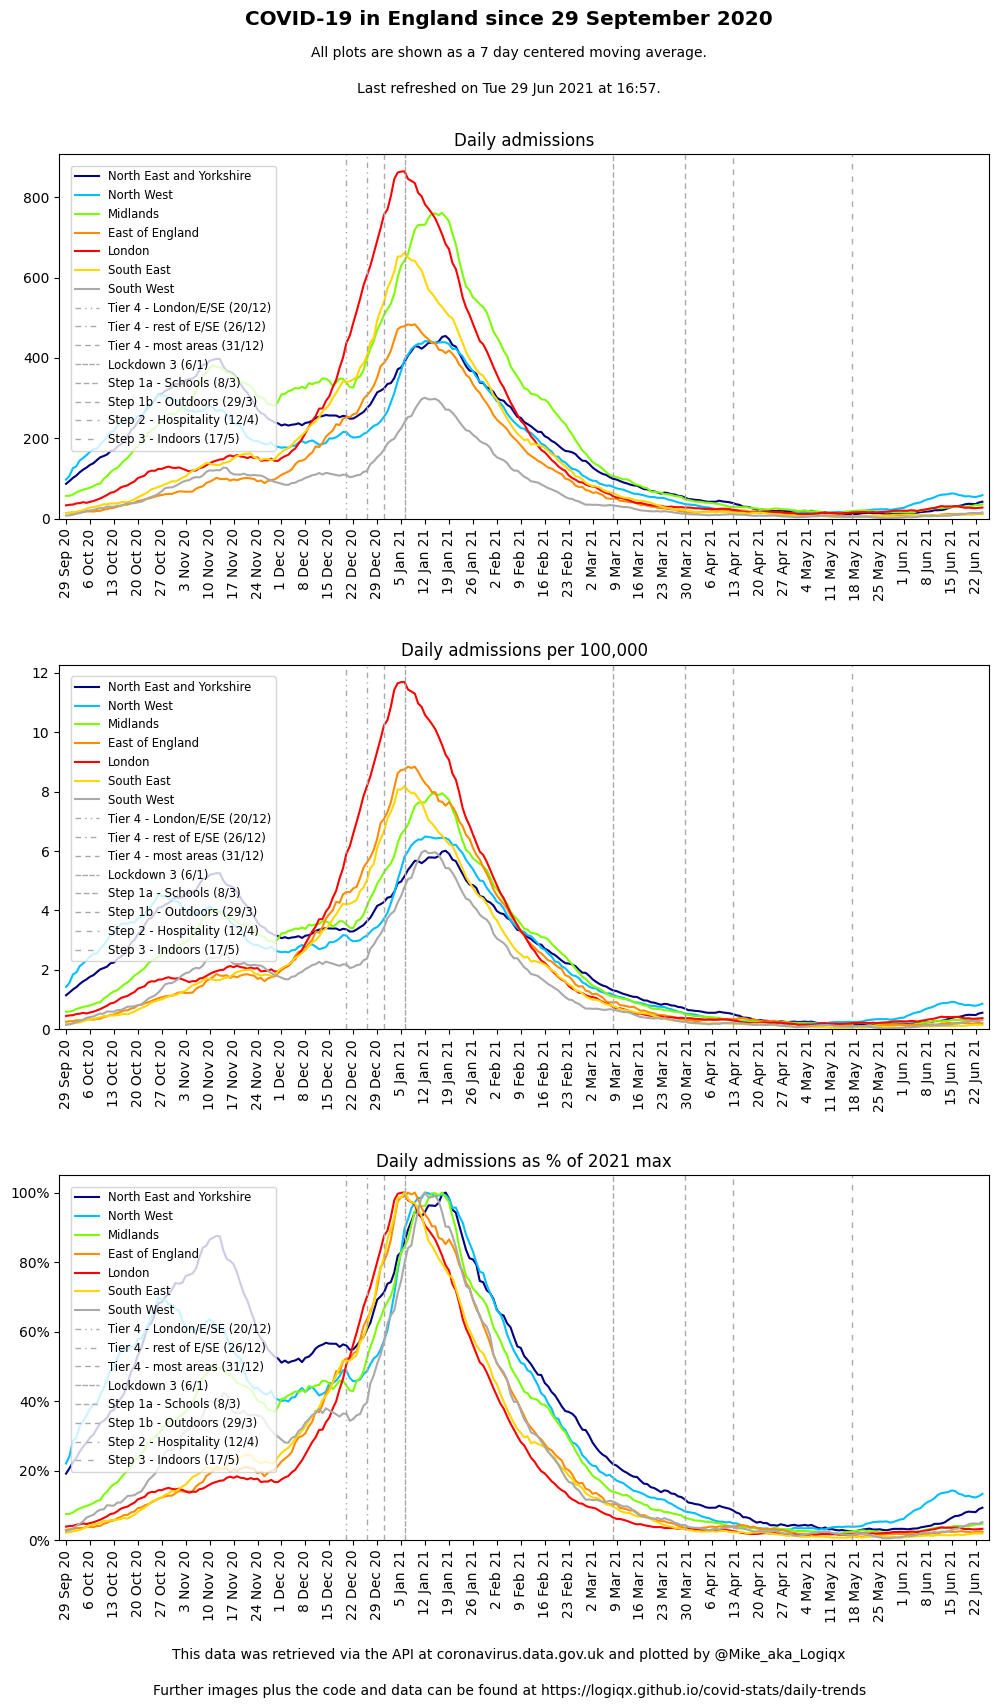 COVID-19 in England since 29 September 2020
All plots are shown as a 7 day centered moving average.
Last refreshed on Tue 29 Jun 2021 at 16:57.
Daily admissions
800
600
400
200
0
North East and Yorkshire
North West
Midlands
East of England
London
South East
South West
Tier 4 - London/E/SE (20/12)
Tier 4 - rest of E/SE (26/12)
Tier 4 - most areas (31/12)
Lockdown 3 (6/1)
Step 1a - Schools (8/3)
Step 1b - Outdoors (29/3)
Step 2 - Hospitality (12/4)
Step 3 - Indoors (17/5)
29 Sep 20
6 Oct 20
13 Oct 20
20 Oct 20
27 Oct 20
3 Nov 20
10 Nov 20
17 Nov 20
24 Nov 20
1 Dec 20
8 Dec 20
15 Dec 20
22 Dec 20
29 Dec 20
5 Jan 21
12 Jan 21
19 Jan 21
26 Jan 21
2 Feb 21
9 Feb 21
16 Feb 21
23 Feb 21
2 Mar 21
9 Mar 21
16 Mar 21
23 Mar 21
30 Mar 21
6 Apr 21
13 Apr 21
20 Apr 21
27 Apr 21
4 May 21
11 May 21
18 May 21
25 May 21
1 Jun 21
8 Jun 21
15 Jun 21
22 Jun 21
Daily admissions per 100,000
12
10
8
6
4
2
0
North East and Yorkshire
North West
Midlands
East of England
London
South East
South West
Tier 4 - London/E/SE (20/12)
Tier 4 - rest of E/SE (26/12)
Tier 4 - most areas (31/12)
Lockdown 3 (6/1)
Step 1a - Schools (8/3)
Step 1b - Outdoors (29/3)
Step 2 - Hospitality (12/4)
Step 3 - Indoors (17/5)
29 Sep 20
6 Oct 20
13 Oct 20
20 Oct 20
27 Oct 20
3 Nov 20
10 Nov 20
17 Nov 20
24 Nov 20
1 Dec 20
8 Dec 20
15 Dec 20
22 Dec 20
29 Dec 20
5 Jan 21
12 Jan 21
19 Jan 21
26 Jan 21
2 Feb 21
9 Feb 21
16 Feb 21
23 Feb 21
2 Mar 21
9 Mar 21
16 Mar 21
23 Mar 21
30 Mar 21
6 Apr 21
13 Apr 21
20 Apr 21
27 Apr 21
4 May 21
11 May 21
18 May 21
25 May 21
1 Jun 21
8 Jun 21
15 Jun 21
22 Jun 21
Daily admissions as % of 2021 max
100%
80%
60%
40%
20%
0%
North East and Yorkshire
North West
Midlands
East of England
London
South East
South West
Tier 4 - London/E/SE (20/12)
Tier 4 - rest of E/SE (26/12)
Tier 4 - most areas (31/12)
Lockdown 3 (6/1)
Step 1a - Schools (8/3)
Step 1b - Outdoors (29/3)
Step 2 - Hospitality (12/4)
Step 3 - Indoors (17/5)
29 Sep 20
6 Oct 20
13 Oct 20
20 Oct 20
27 Oct 20
3 Nov 20
10 Nov 20
17 Nov 20
24 Nov 20
1 Dec 20
8 Dec 20
15 Dec 20
22 Dec 20
29 Dec 20
5 Jan 21
12 Jan 21
19 Jan 21
26 Jan 21
2 Feb 21
9 Feb 21
16 Feb 21
23 Feb 21
2 Mar 21
9 Mar 21
16 Mar 21
23 Mar 21
30 Mar 21
6 Apr 21
13 Apr 21
20 Apr 21
27 Apr 21
4 May 21
11 May 21
18 May 21
25 May 21
1 Jun 21
8 Jun 21
15 Jun 21
22 Jun 21
This data was retrieved via the API at coronavirus.data.gov.uk and plotted by @Mike_aka_Logiqx
Further images plus the code and data can be found at https://logiqx.github.io/covid-stats/daily-trends